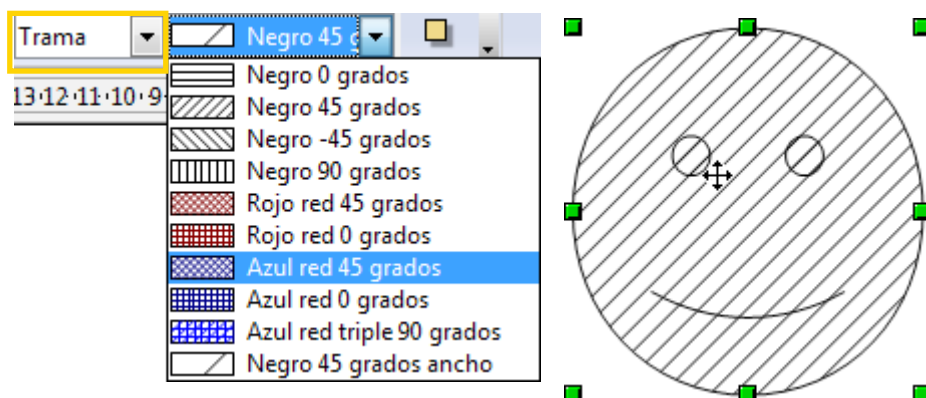 Trama
Negro 45 g
13·12·11·10·9·
Negro 0 grados
Negro 45 grados
Negro -45 grados
Negro 90 grados
Rojo red 45 grados
Rojo red 0 grados
Azul red 45 grados
Azul red 0 grados
Azul red triple 90 grados
Negro 45 grados ancho